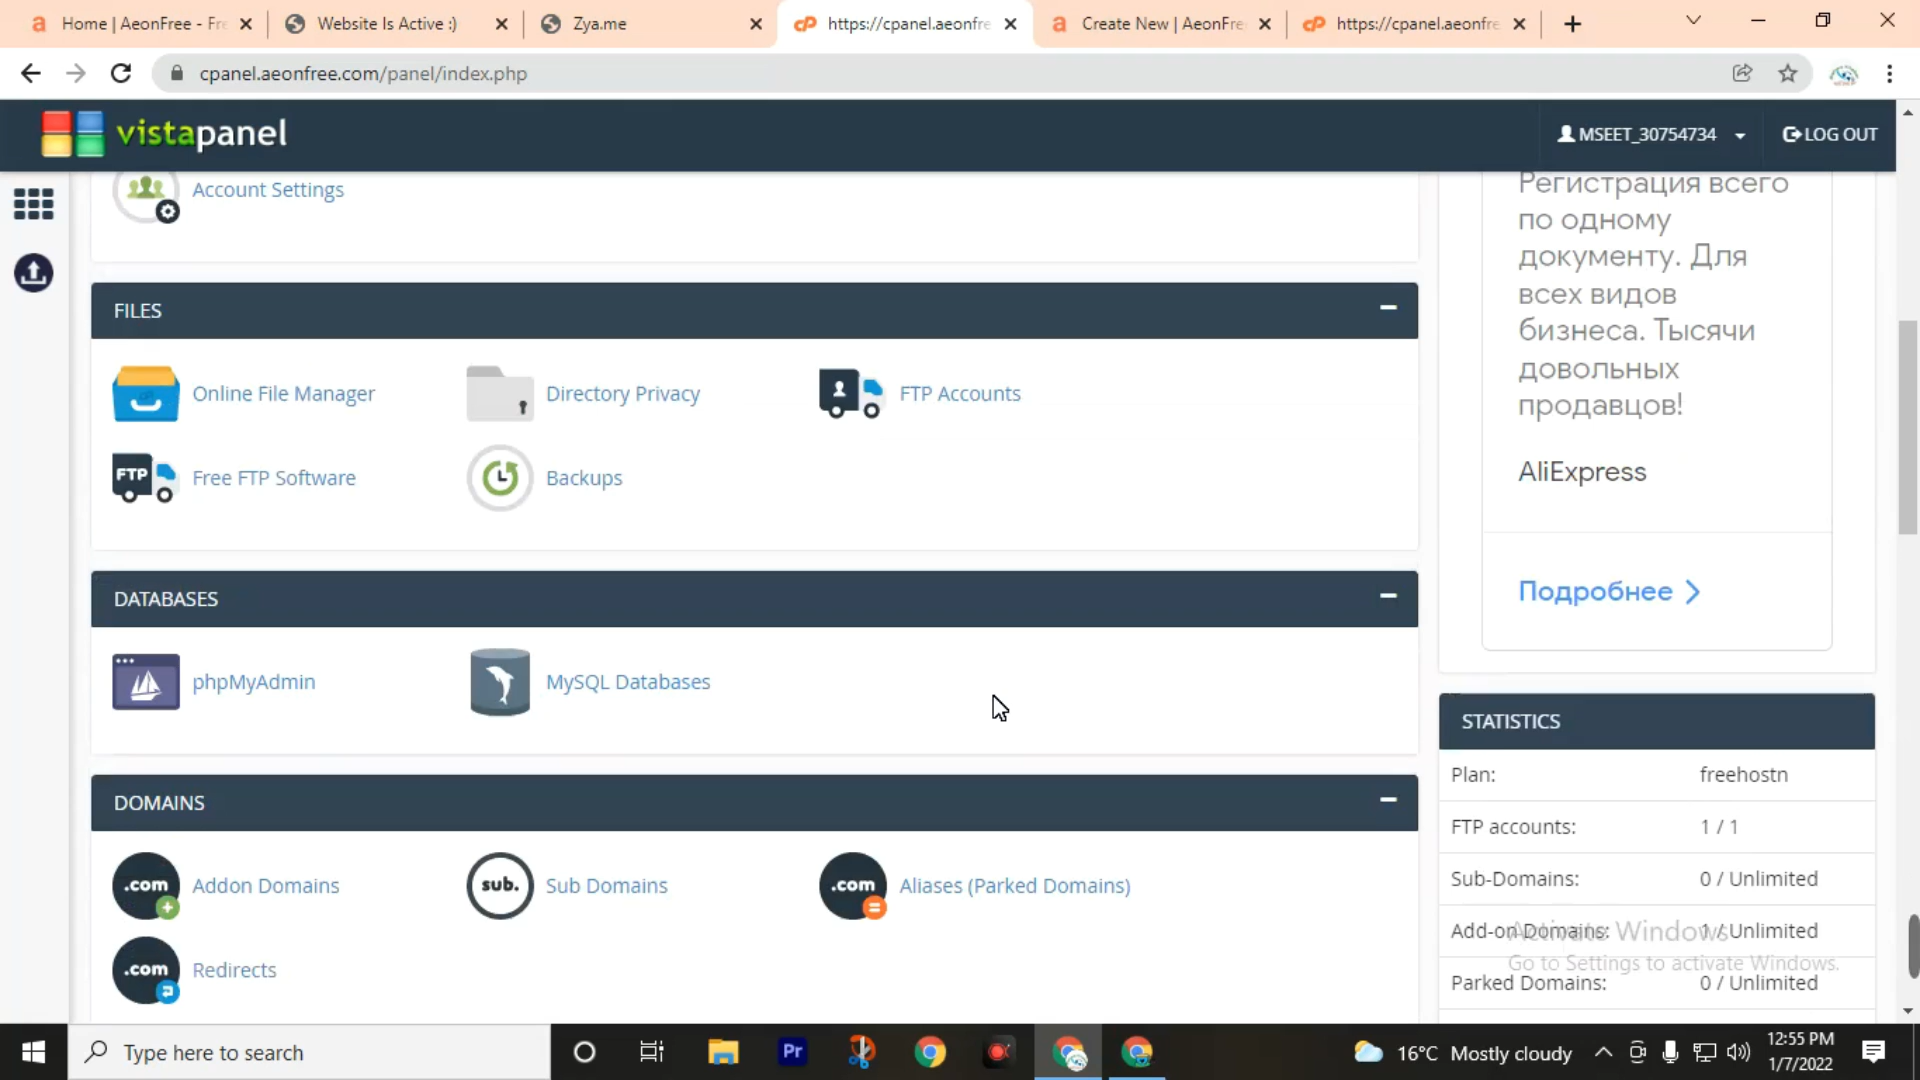 Home | AeonFree - Fre
Website Is Active :)
Zya.me
https://cpanel.aeonfre
Create New | AeonFre
https://cpanel.aeonfre
cpanel.aeonfree.com/panel/index.php
vistapanel
MSEET_30754734
LOG OUT
Account Settings
FILES
Online File Manager
Directory Privacy
FTP Accounts
FTP
Free FTP Software
Backups
DATABASES
phpMyAdmin
MySQL Databases
DOMAINS
.com
Addon Domains
sub.
Sub Domains
.com
Aliases (Parked Domains)
.com
Redirects
Регистрация всего
по одному
документу. Для
всех видов
бизнеса. Тысячи
довольных
продавцов!
AliExpress
Подробнее
STATISTICS
Plan: freehostn
FTP accounts: 1 / 1
Sub-Domains: 0 / Unlimited
Add-on Domains: 1 / Unlimited
Parked Domains: 0 / Unlimited
Activate Windows
Go to Settings to activate Windows.
Type here to search
Pr
16°C Mostly cloudy
12:55 PM
1/7/2022